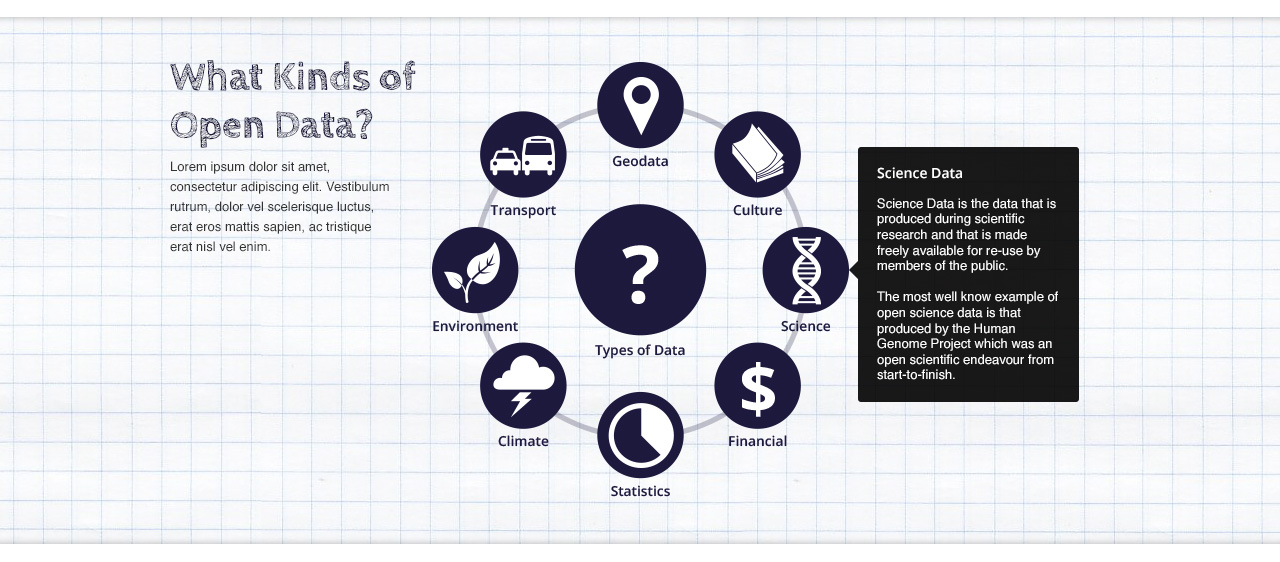 What Kinds of
Open Data?
Lorem ipsum dolor sit amet,
consectetur adipiscing elit. Vestibulum
rutrum, dolor vel scelerisque luctus,
erat eros mattis sapien, ac tristique
erat nisl vel enim.
Geodata
Transport
Culture
Environment
?
Types of Data
Science
Climate
$
Financial
Statistics
Science Data
Science Data is the data that is
produced during scientific
research and that is made
freely available for re-use by
members of the public.
The most well know example of
open science data is that
produced by the Human
Genome Project which was an
open scientific endeavour from
start-to-finish.